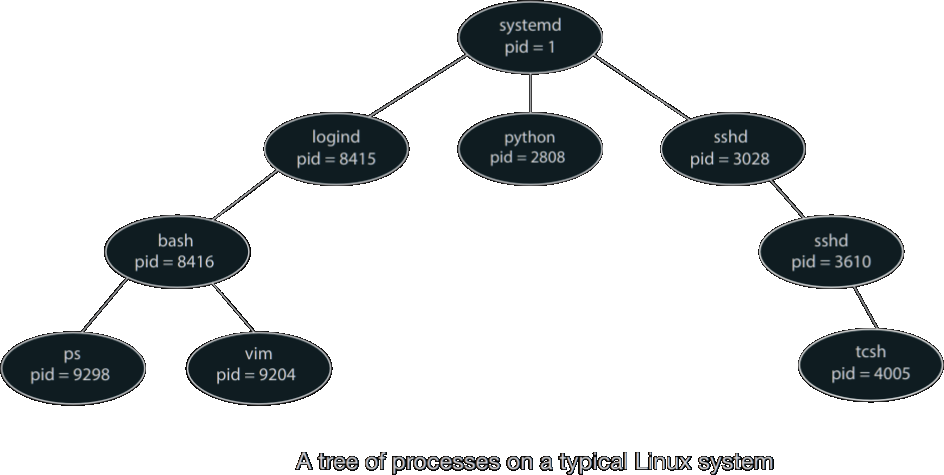 systemd
pid = 1
logind
pid = 8415
python
pid = 2808
sshd
pid = 3028
bash
pid = 8416
sshd
pid = 3610
ps
pid = 9298
vim
pid = 9204
tcsh
pid = 4005
A tree of processes on a typical Linux system